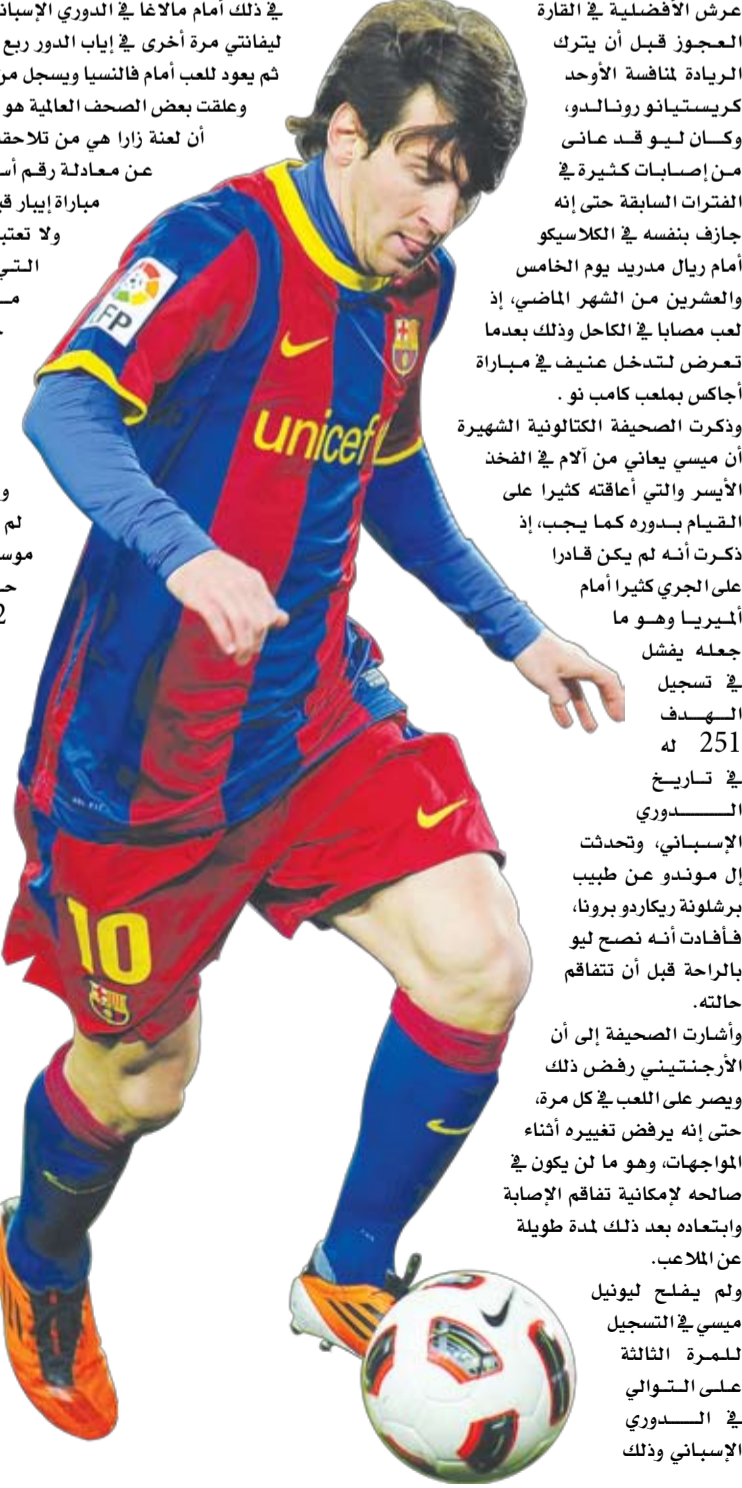 عرش الأفضلية في القارة
العجوز قبل أن يترك
الريادة لمنافسة الأوحد
كريستيانو رونالدو،
وكان ليو قد عانى
من إصابات كثيرة في
الفترات السابقة حتى إنه
جازف بنفسه في الكلاسيكو
أمام ريال مدريد يوم الخامس
والعشرين من الشهر الماضي، إذ
لعب مصابا في الكاحل وذلك بعدما
تعرض لتدخل عنيف في مباراة
أجاكس بملعب كامب نو .
وذكرت الصحيفة الكتالونية الشهيرة
أن ميسي يعاني من آلام في الفخذ
الأيسر والتي أعاقته كثيرا على
القيام بدوره كما يجب، إذ
ذكرت أنه لم يكن قادرا
على الجري كثيرا أمام
ألميريا وهو ما
جعله يفشل
في تسجيل
الهدف
251 له
في تاريخ
الدوري
الإسباني، وتحدثت
إل موندو عن طبيب
برشلونة ريكاردو برونا،
فأفادت أنه نصح ليو
بالراحة قبل أن تتفاقم
حالته.
وأشارت الصحيفة إلى أن
الأرجنتيني رفض ذلك
ويصر على اللعب في كل مرة،
حتى إنه يرفض تغييره أثناء
المواجهات، وهو ما لن يكون في
صالحه لإمكانية تفاقم الإصابة
وابتعاده بعد ذلك لمدة طويلة
عن الملاعب.
ولم يفلح ليونيل
ميسي في التسجيل
للمرة الثالثة
على التوالي
في الدوري
الإسباني وذلك
في ذلك أمام مالاغا في الدوري
ليفانتي مرة أخرى في إياب الدور ربع
ثم يعود للعب أمام فالنسيا ويسجل
وعلقت بعض الصحف العالمية هو
أن لعنة زارا هي من
عن معادلة رقم
مباراة إيبار
ولا
لم
2
LFP
unicef
10